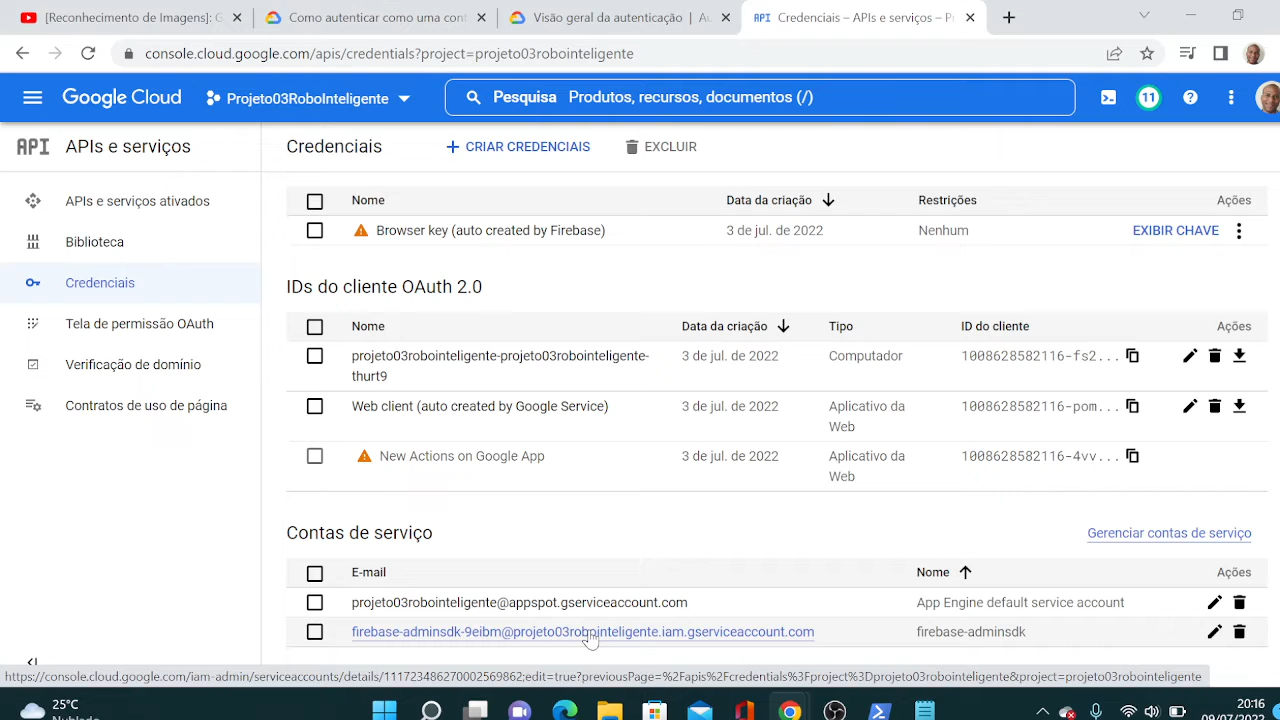 [Reconhecimento de Imagens]: G
Como autenticar como uma cont
Visão geral da autenticação | Au
API Credenciais – APIs e serviços – Pr
console.cloud.google.com/apis/credentials?project=projeto03robointeligente
Google Cloud
Projeto03RoboInteligente
Pesquisa Produtos, recursos, documentos (/)
11
API APIs e serviços
Credenciais
CRIAR CREDENCIAIS
EXCLUIR
APIs e serviços ativados
Biblioteca
Credenciais
Tela de permissão OAuth
Verificação de domínio
Contratos de uso de página
Nome Data da criação Restrições Ações
Browser key (auto created by Firebase) 3 de jul. de 2022 Nenhum EXIBIR CHAVE
IDs do cliente OAuth 2.0
Nome Data da criação Tipo ID do cliente Ações
projeto03robointeligente-projeto03robointeligente- 3 de jul. de 2022 Computador 1008628582116-fs2...
thurt9
Web client (auto created by Google Service) 3 de jul. de 2022 Aplicativo da 1008628582116-pom...
Web
New Actions on Google App 3 de jul. de 2022 Aplicativo da 1008628582116-4vv...
Web
Contas de serviço
Gerenciar contas de serviço
E-mail Nome Ações
projeto03robointeligente@appspot.gserviceaccount.com App Engine default service account
firebase-adminsdk-9eibm@projeto03robointeligente.iam.gserviceaccount.com firebase-adminsdk
https://console.cloud.google.com/iam-admin/serviceaccounts/details/111723486270002569862;edit=true?previousPage=%2Fapis%2Fcredentials%3Fproject%3Dprojeto03robointeligente&project=projeto03robointeligente
25°C
Nublado
20:16
09/07/2022